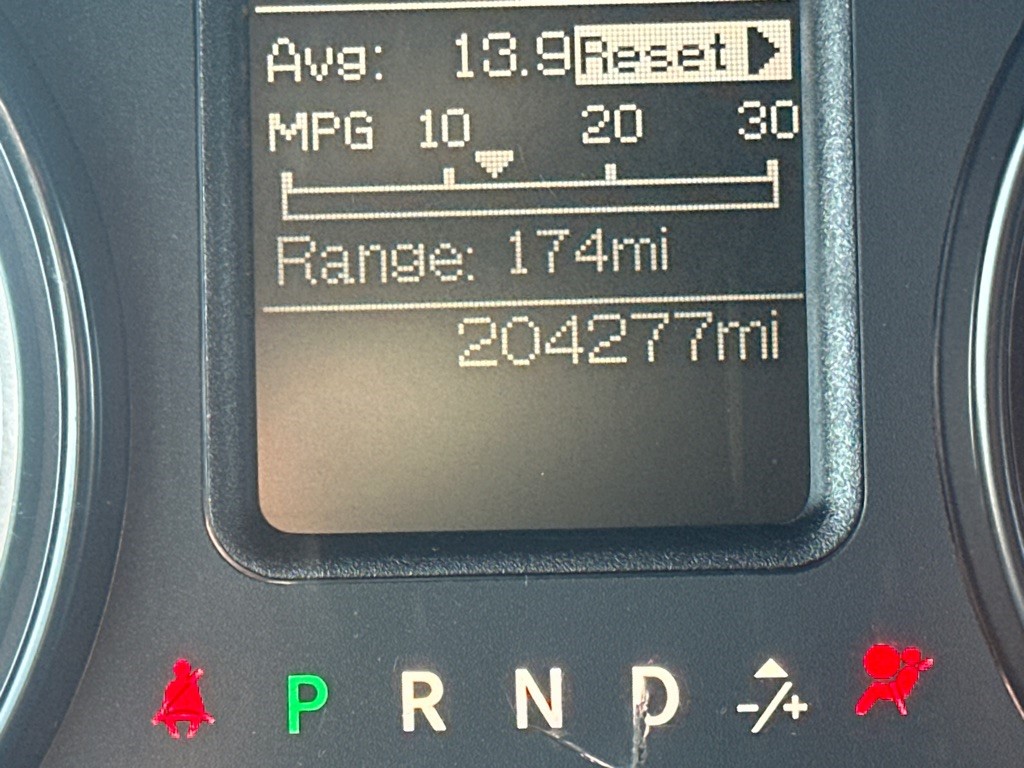 Avg: 13.9 Reset
MPG 10 20 30
Range: 174mi
204277mi
P R N D -/+